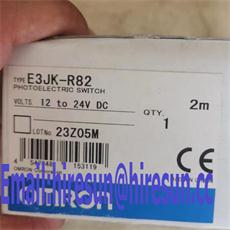 TYPE E3JK-R82
PHOTOELECTRIC SWITCH
VOLTS 12 to 24V DC
QTY. 2m
1
LOT No 23Z05M
153119
Email:hiresun@hiresun.cc